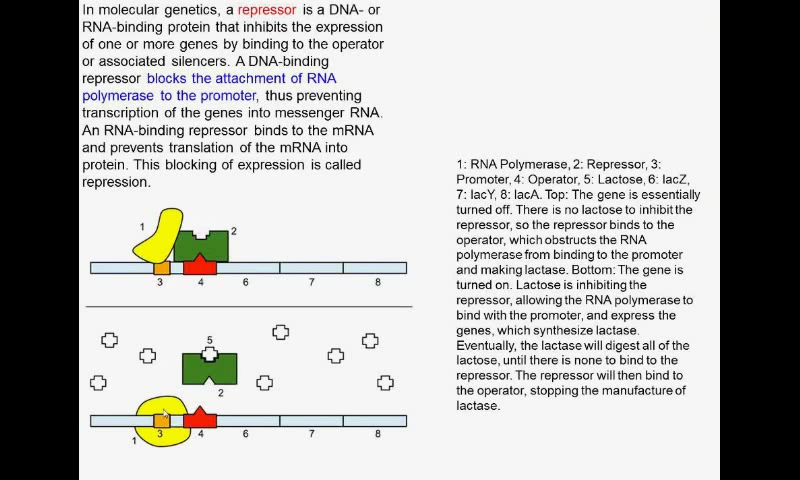 In molecular genetics, a repressor is a DNA- or
RNA-binding protein that inhibits the expression
of one or more genes by binding to the operator
or associated silencers. A DNA-binding
repressor blocks the attachment of RNA
polymerase to the promoter, thus preventing
transcription of the genes into messenger RNA.
An RNA-binding repressor binds to the mRNA
and prevents translation of the mRNA into
protein. This blocking of expression is called
repression.
1: RNA Polymerase, 2: Repressor, 3:
Promoter, 4: Operator, 5: Lactose, 6: lacZ,
7: lacY, 8: lacA. Top: The gene is essentially
turned off. There is no lactose to inhibit the
repressor, so the repressor binds to the
operator, which obstructs the RNA
polymerase from binding to the promoter
and making lactase. Bottom: The gene is
turned on. Lactose is inhibiting the
repressor, allowing the RNA polymerase to
bind with the promoter, and express the
genes, which synthesize lactase.
Eventually, the lactase will digest all of the
lactose, until there is none to bind to the
repressor. The repressor will then bind to
the operator, stopping the manufacture of
lactase.
1 2
3 4 6 7 8
5
2
1 3 4 6 7 8